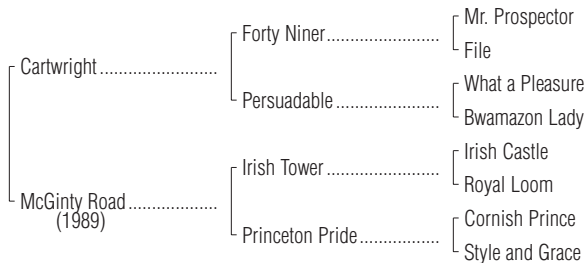 Mr. Prospector
Forty Niner......................
File
Cartwright.......................
What a Pleasure
Persuadable.....................
Bwamazon Lady
Irish Castle
Irish Tower.......................
Royal Loom
McGinty Road.................
(1989)
Cornish Prince
Princeton Pride................
Style and Grace